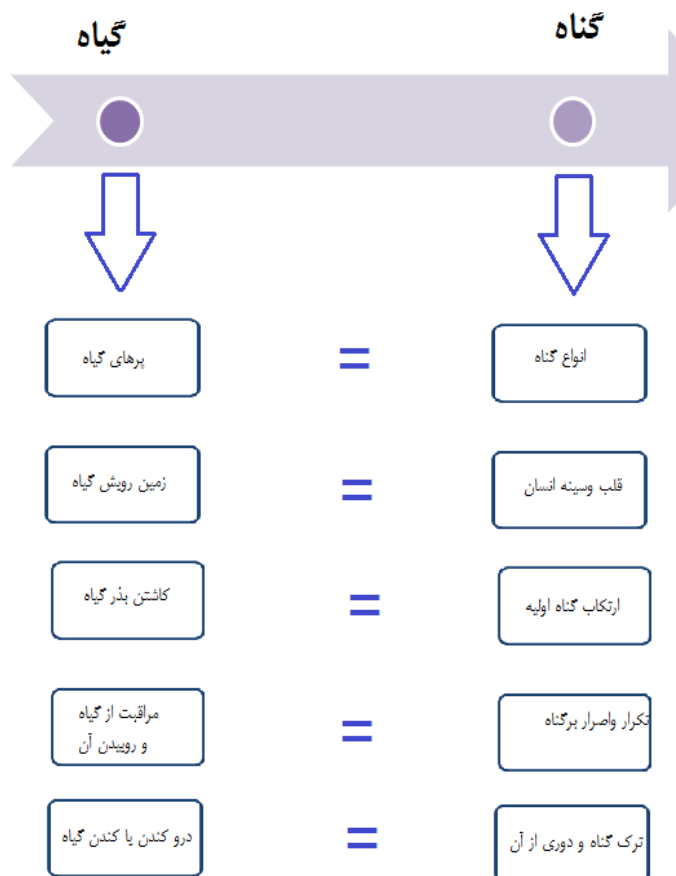 گناه
گیاه
انواع گناه
=
پرهای گیاه
قلب وسینه انسان
=
زمین رویش گیاه
ارتکاب گناه اولیه
=
کاشتن بذر گیاه
تکرار واصرار برگناه
=
مراقبت از گیاه
و روییدن آن
ترک گناه و دوری از آن
=
درو کندن یا کندن گیاه